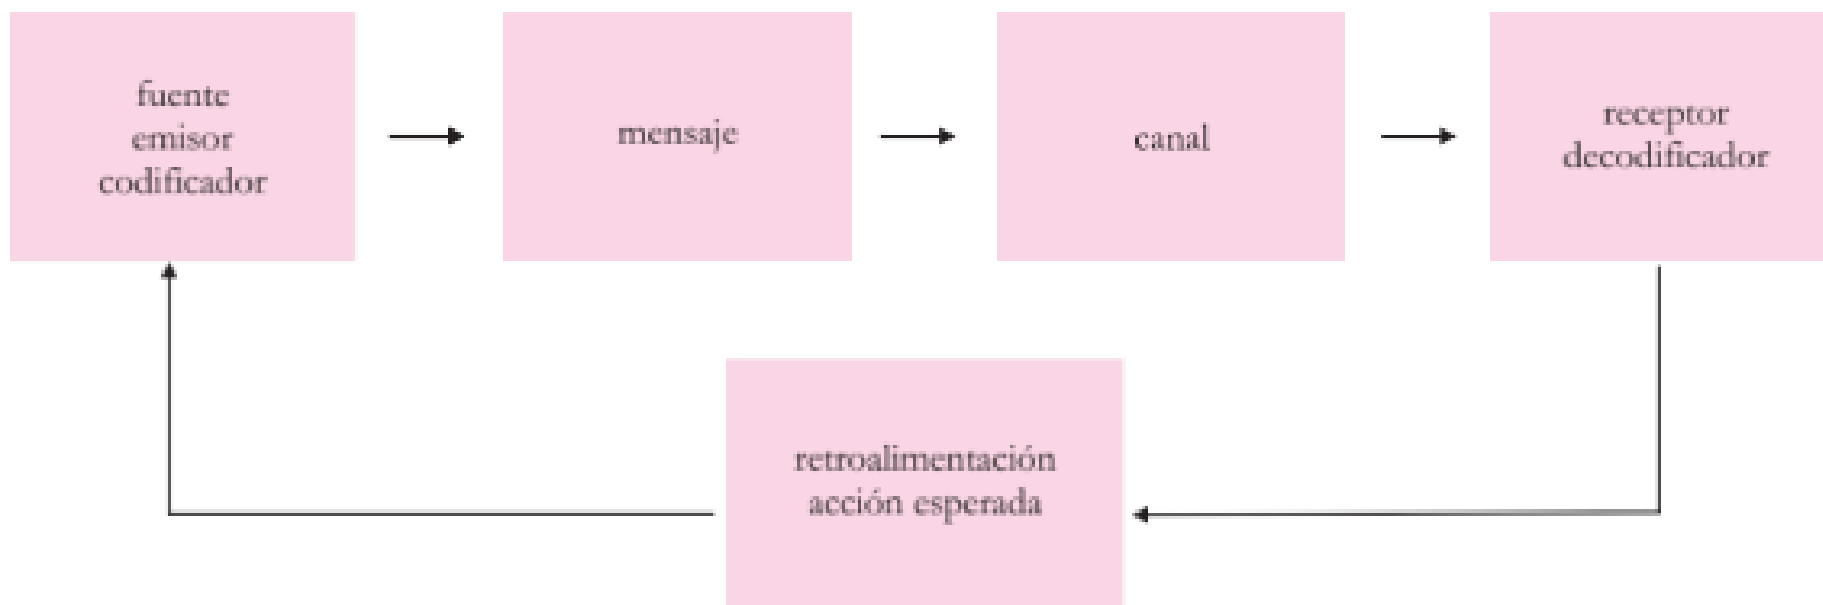 fuente
emisor
codificador
mensaje
canal
receptor
decodificador
retroalimentación
acción esperada